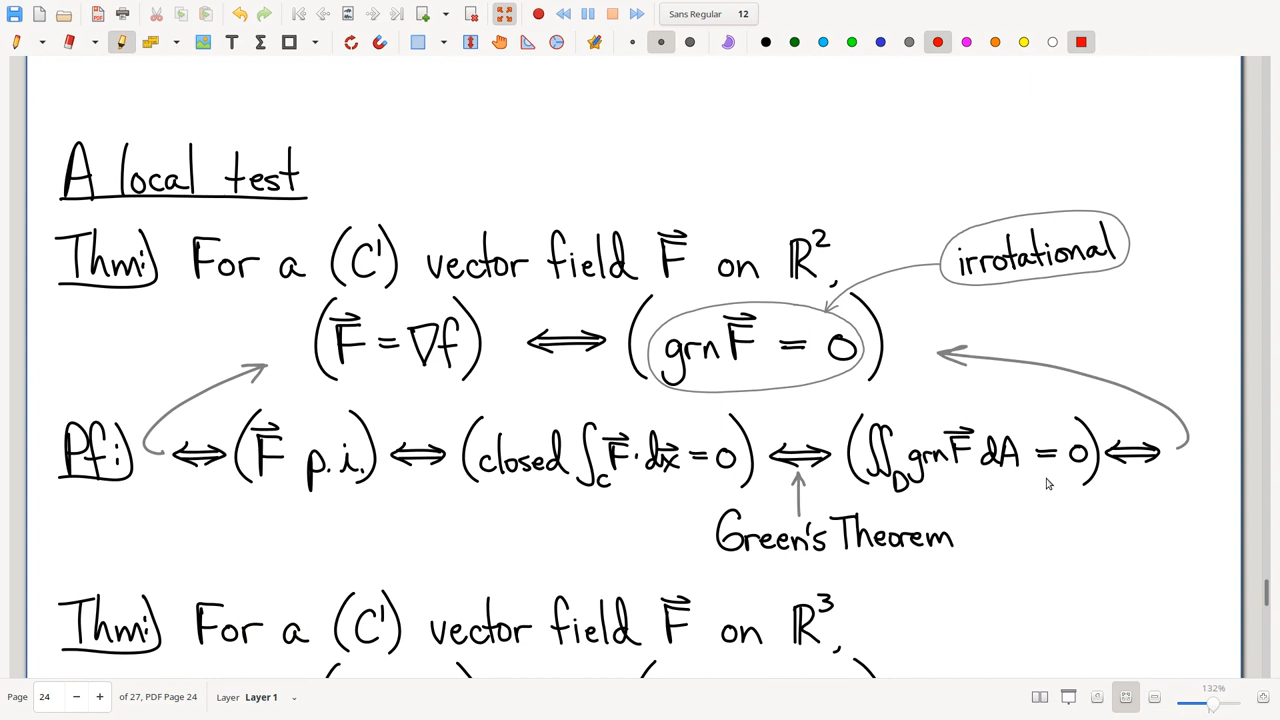 Sans Regular 12
A local test
Thm: For a (C¹) vector field F⃗ on ℝ²,
irrotational
(F⃗ = ∇f) ⟺ (grn F⃗ = 0)
Pf: ⟺ (F⃗ p.i.) ⟺ (closed ∫_C F⃗·dx⃗ = 0) ⟺ (∬_D grn F⃗ dA = 0) ⟺
Green's Theorem
Thm: For a (C¹) vector field F⃗ on ℝ³,
Page 24 of 27, PDF Page 24 Layer Layer 1 132%